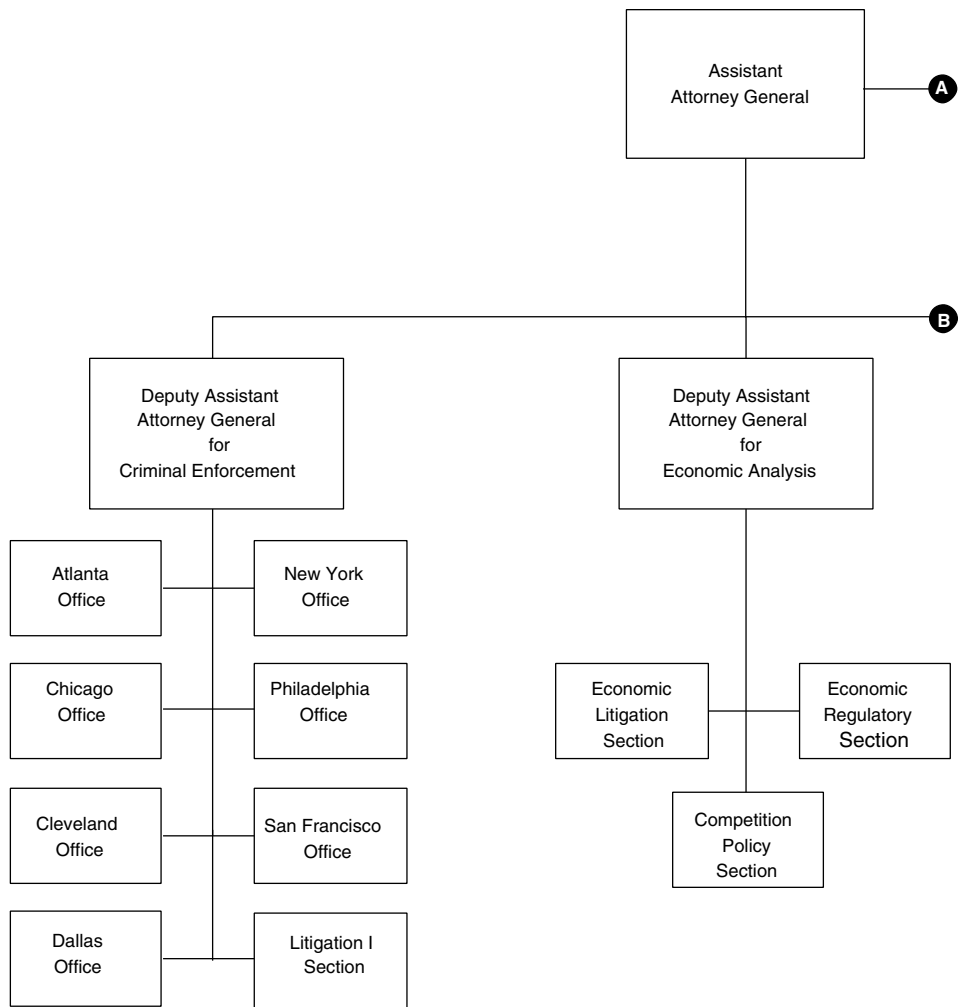 Assistant
Attorney General
A
B
Deputy Assistant
Attorney General
for
Criminal Enforcement
Deputy Assistant
Attorney General
for
Economic Analysis
Atlanta
Office
New York
Office
Chicago
Office
Philadelphia
Office
Economic
Litigation
Section
Economic
Regulatory
Section
Cleveland
Office
San Francisco
Office
Competition
Policy
Section
Dallas
Office
Litigation I
Section